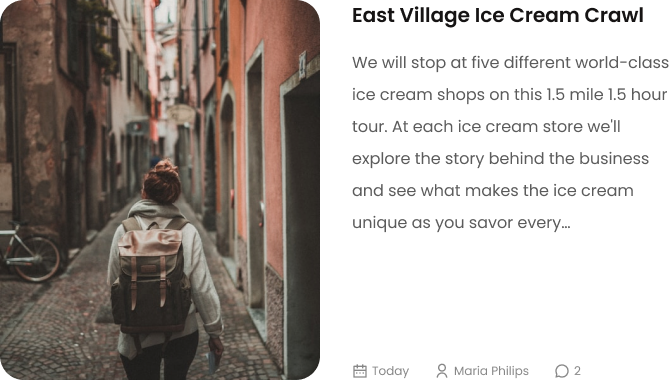 East Village Ice Cream Crawl
We will stop at five different world-class
ice cream shops on this 1.5 mile 1.5 hour
tour. At each ice cream store we'll
explore the story behind the business
and see what makes the ice cream
unique as you savor every...
Today Maria Philips 2